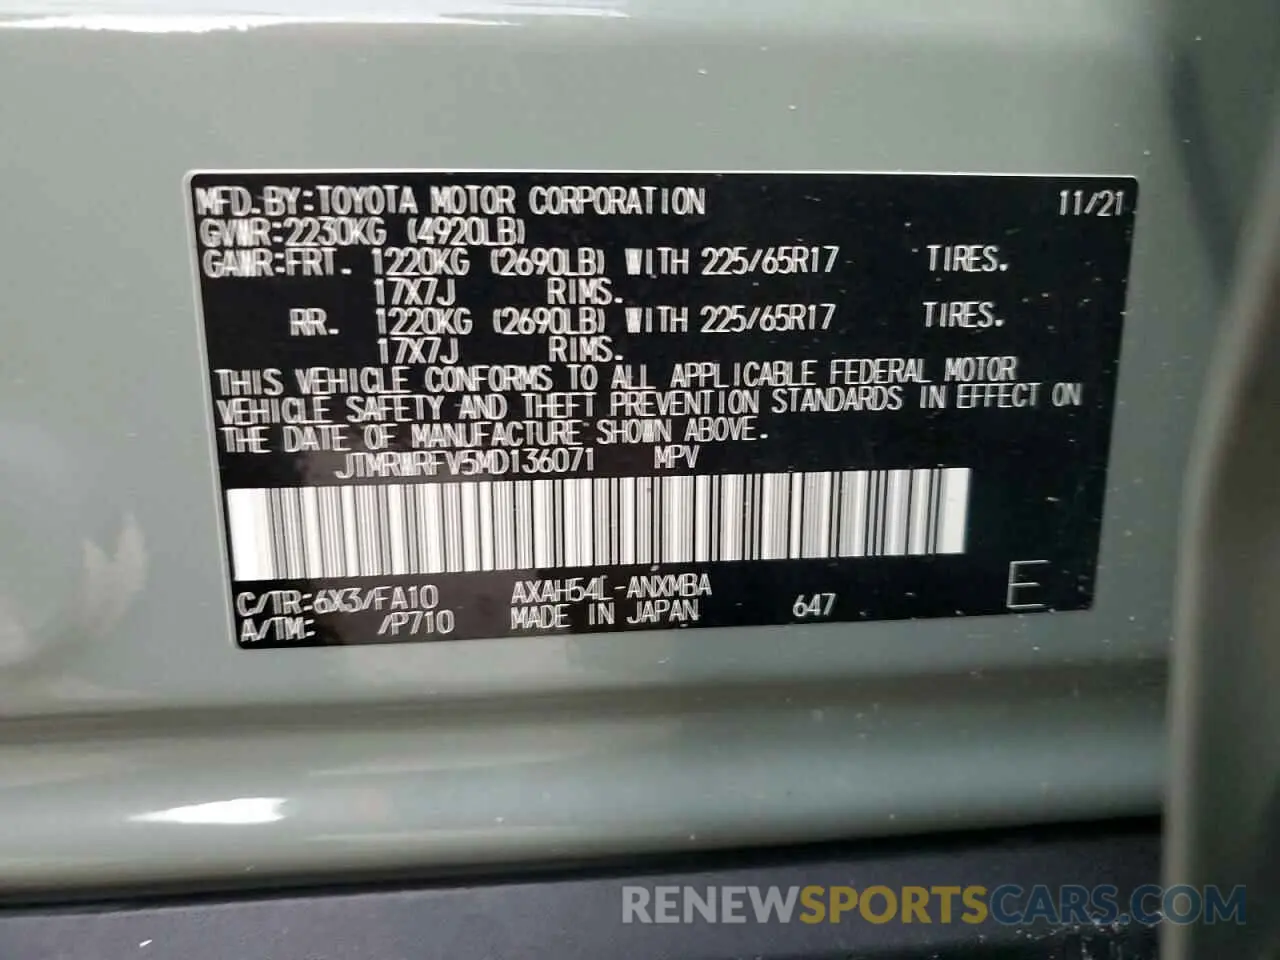 MFD.BY:TOYOTA MOTOR CORPORATION 11/21
GVWR:2230KG (4920LB)
GAWR:FRT. 1220KG (2690LB) WITH 225/65R17 TIRES.
17X7J RIMS.
RR. 1220KG (2690LB) WITH 225/65R17 TIRES.
17X7J RIMS.
THIS VEHICLE CONFORMS TO ALL APPLICABLE FEDERAL MOTOR
VEHICLE SAFETY AND THEFT PREVENTION STANDARDS IN EFFECT ON
THE DATE OF MANUFACTURE SHOWN ABOVE.
JTMRWRFV5MD136071 MPV
C/TR:6X3/FA10 AXAH54L-ANXMBA
A/TM: /P710 MADE IN JAPAN 647 E
RENEWSPORTSCARS.COM